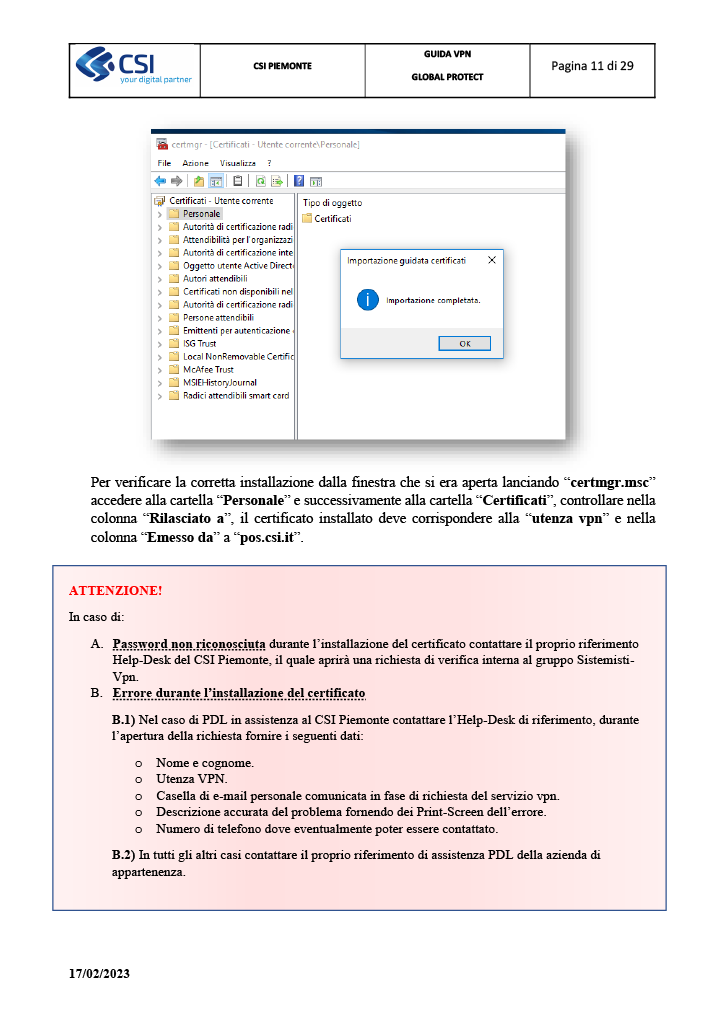 CSI
your digital partner
CSI PIEMONTE
GUIDA VPN
GLOBAL PROTECT
Pagina 11 di 29
certmgr - [Certificati - Utente corrente\Personale]
File Azione Visualizza ?
Certificati - Utente corrente
Personale
Autorità di certificazione radi
Attendibilità per l'organizzazi
Autorità di certificazione inte
Oggetto utente Active Direct
Autori attendibili
Certificati non disponibili nel
Autorità di certificazione radi
Persone attendibili
Emittenti per autenticazione
ISG Trust
Local NonRemovable Certific
McAfee Trust
MSIEHistoryJournal
Radici attendibili smart card
Tipo di oggetto
Certificati
Importazione guidata certificati
Importazione completata.
OK
Per verificare la corretta installazione dalla finestra che si era aperta lanciando “certmgr.msc”
accedere alla cartella “Personale” e successivamente alla cartella “Certificati”, controllare nella
colonna “Rilasciato a”, il certificato installato deve corrispondere alla “utenza vpn” e nella
colonna “Emesso da” a “pos.csi.it”.
ATTENZIONE!
In caso di:
A. Password non riconosciuta durante l’installazione del certificato contattare il proprio riferimento
Help-Desk del CSI Piemonte, il quale aprirà una richiesta di verifica interna al gruppo Sistemisti-
Vpn.
B. Errore durante l’installazione del certificato
B.1) Nel caso di PDL in assistenza al CSI Piemonte contattare l’Help-Desk di riferimento, durante
l’apertura della richiesta fornire i seguenti dati:
o Nome e cognome.
o Utenza VPN.
o Casella di e-mail personale comunicata in fase di richiesta del servizio vpn.
o Descrizione accurata del problema fornendo dei Print-Screen dell’errore.
o Numero di telefono dove eventualmente poter essere contattato.
B.2) In tutti gli altri casi contattare il proprio riferimento di assistenza PDL della azienda di
appartenenza.
17/02/2023